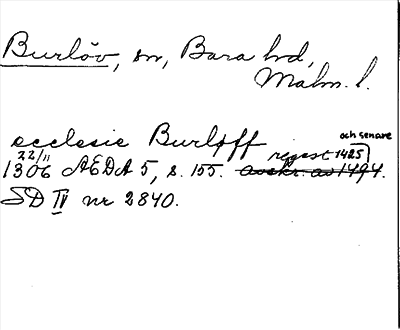 Burlöv, sn, Bara hd,
Malm. l.
och senare
ecclesie Burløff
22/11 regest 1425
1306 AEDA 5, s. 155. avskr. av 1494.
SD IV nr 2840.